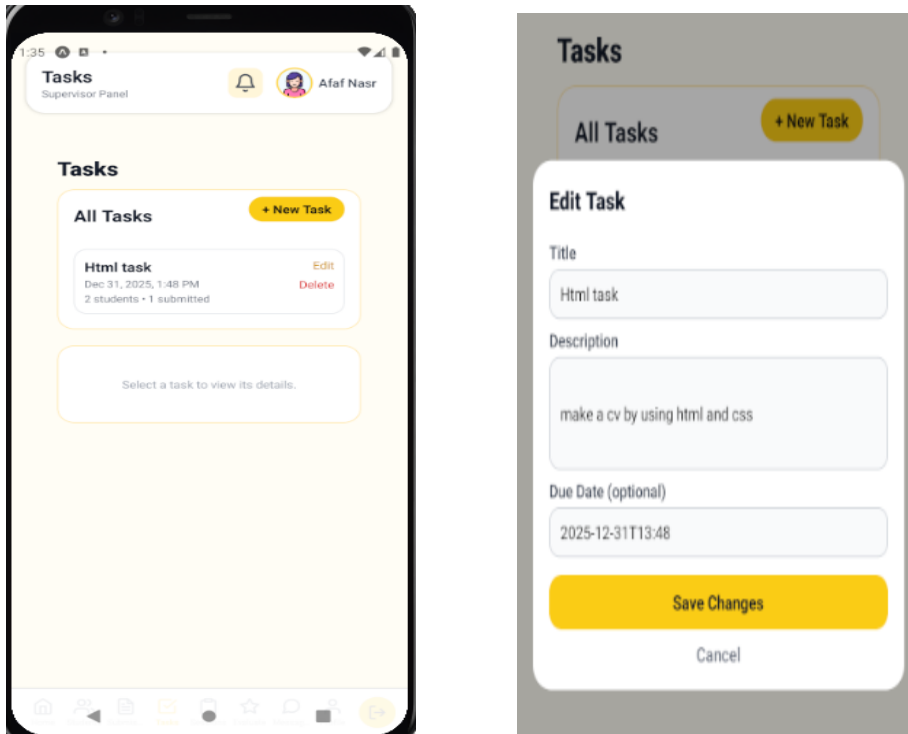 1:35
Tasks
Supervisor Panel
Afaf Nasr
Tasks
All Tasks
+ New Task
Html task
Edit
Dec 31, 2025, 1:48 PM
Delete
2 students • 1 submitted
Select a task to view its details.
Tasks
All Tasks
+ New Task
Edit Task
Title
Html task
Description
make a cv by using html and css
Due Date (optional)
2025-12-31T13:48
Save Changes
Cancel